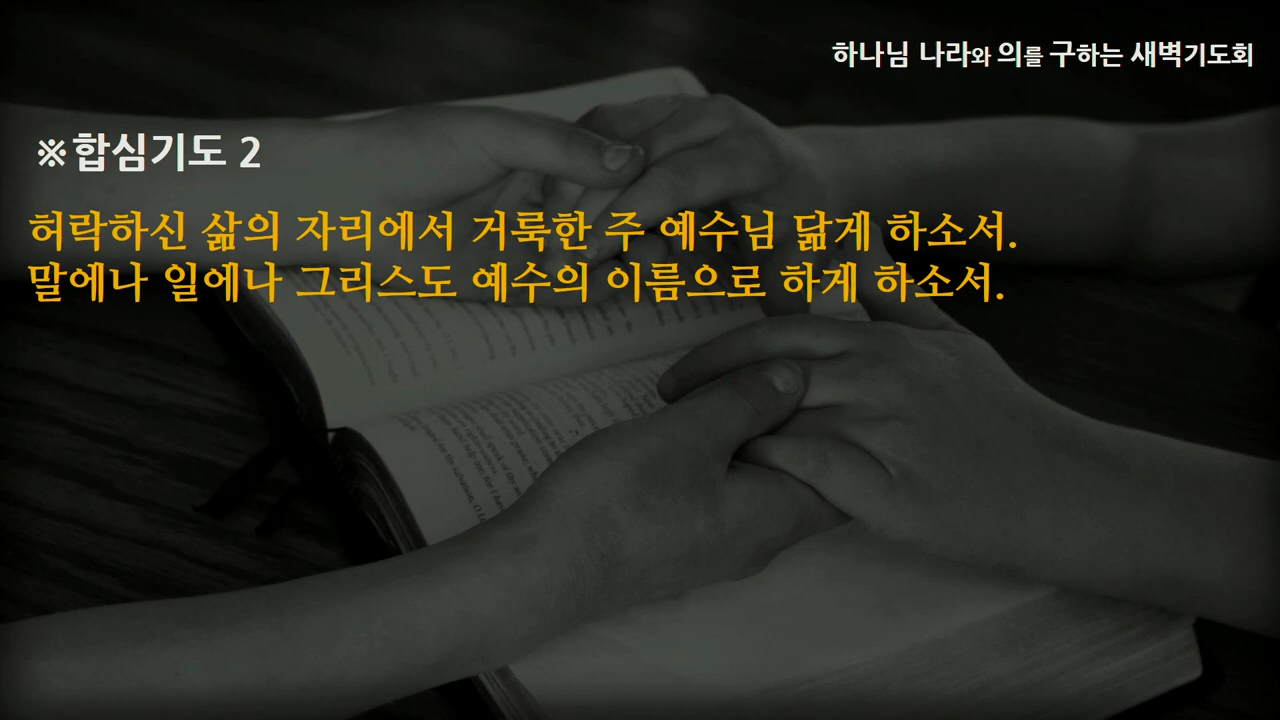 하나님 나라와 의를 구하는 새벽기도회
※합심기도 2
허락하신 삶의 자리에서 거룩한 주 예수님 닮게 하소서.
말에나 일에나 그리스도 예수의 이름으로 하게 하소서.